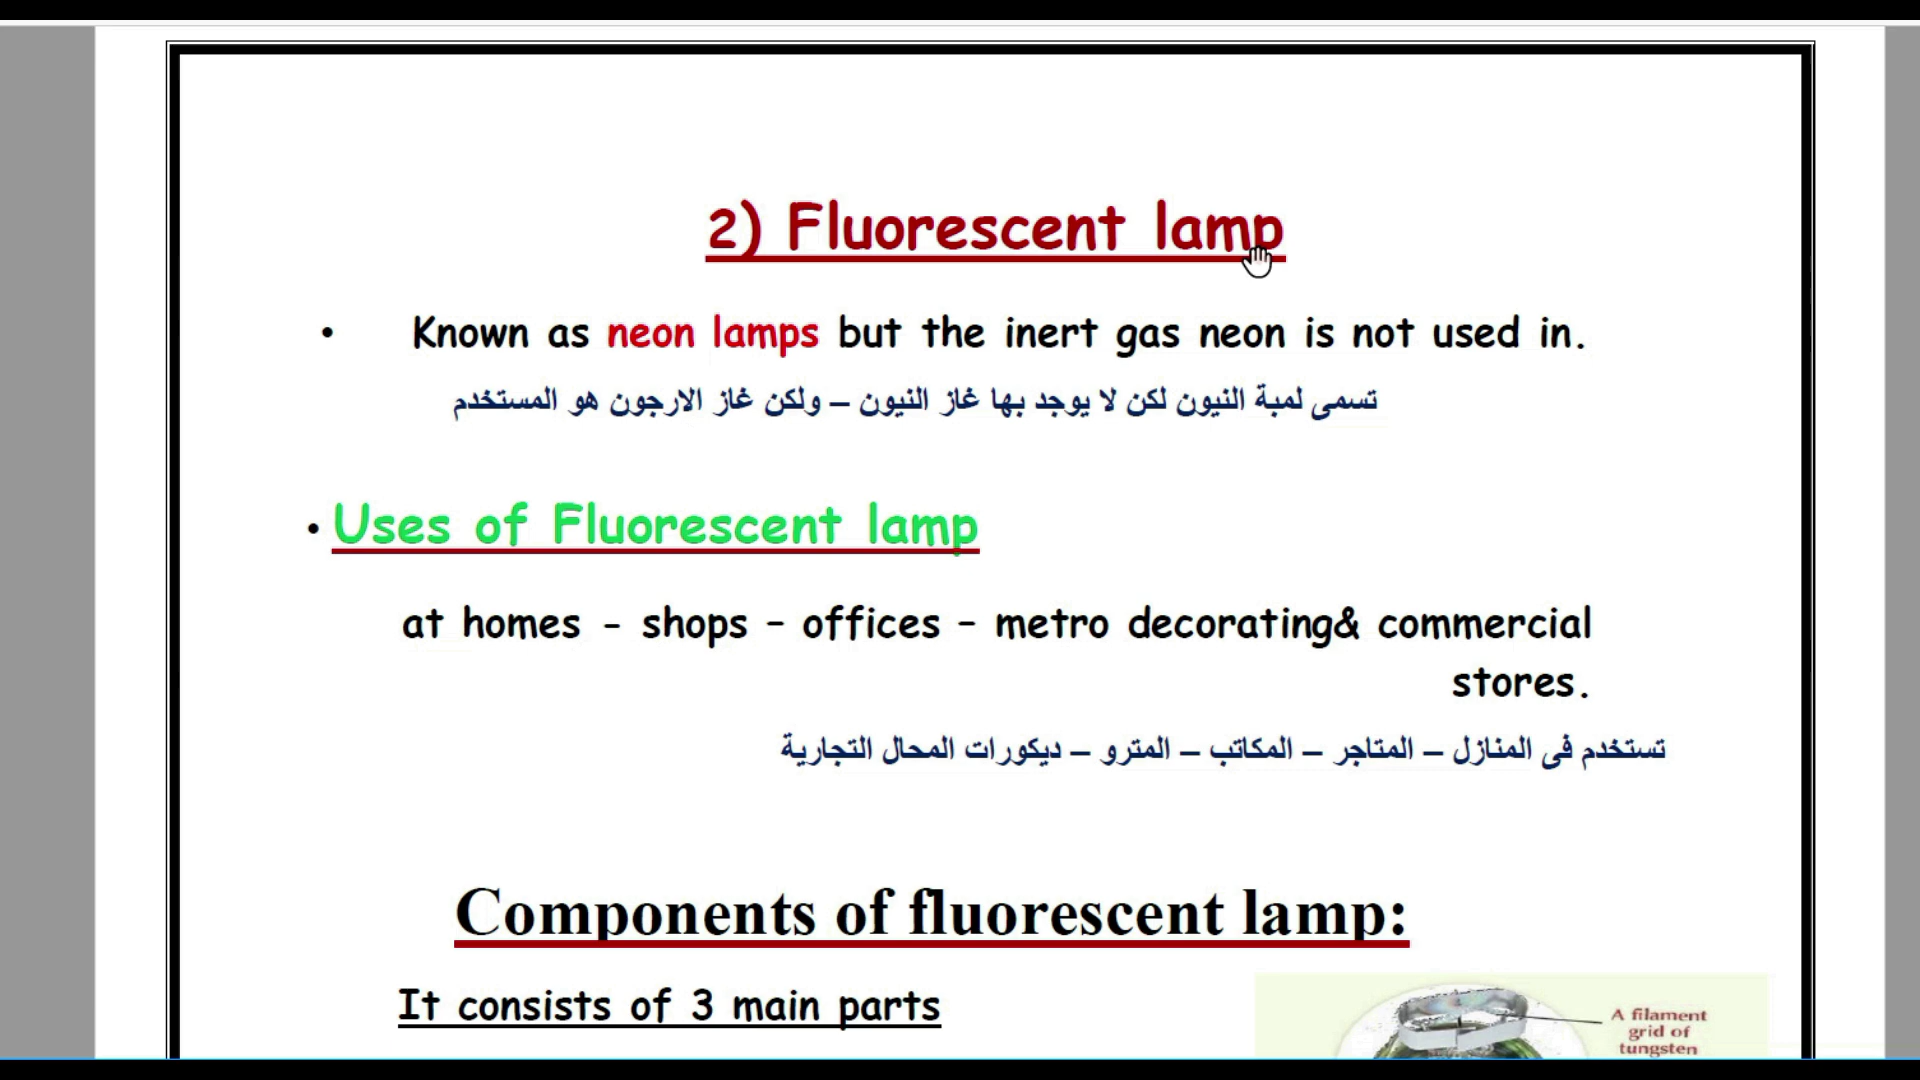 2) Fluorescent lamp
• Known as neon lamps but the inert gas neon is not used in.
تسمى لمبة النيون لكن لا يوجد بها غاز النيون – ولكن غاز الارجون هو المستخدم
• Uses of Fluorescent lamp
at homes - shops – offices – metro decorating& commercial
stores.
تستخدم فى المنازل – المتاجر – المكاتب – المترو – ديكورات المحال التجارية
Components of fluorescent lamp:
It consists of 3 main parts
A filament
grid of
tungsten